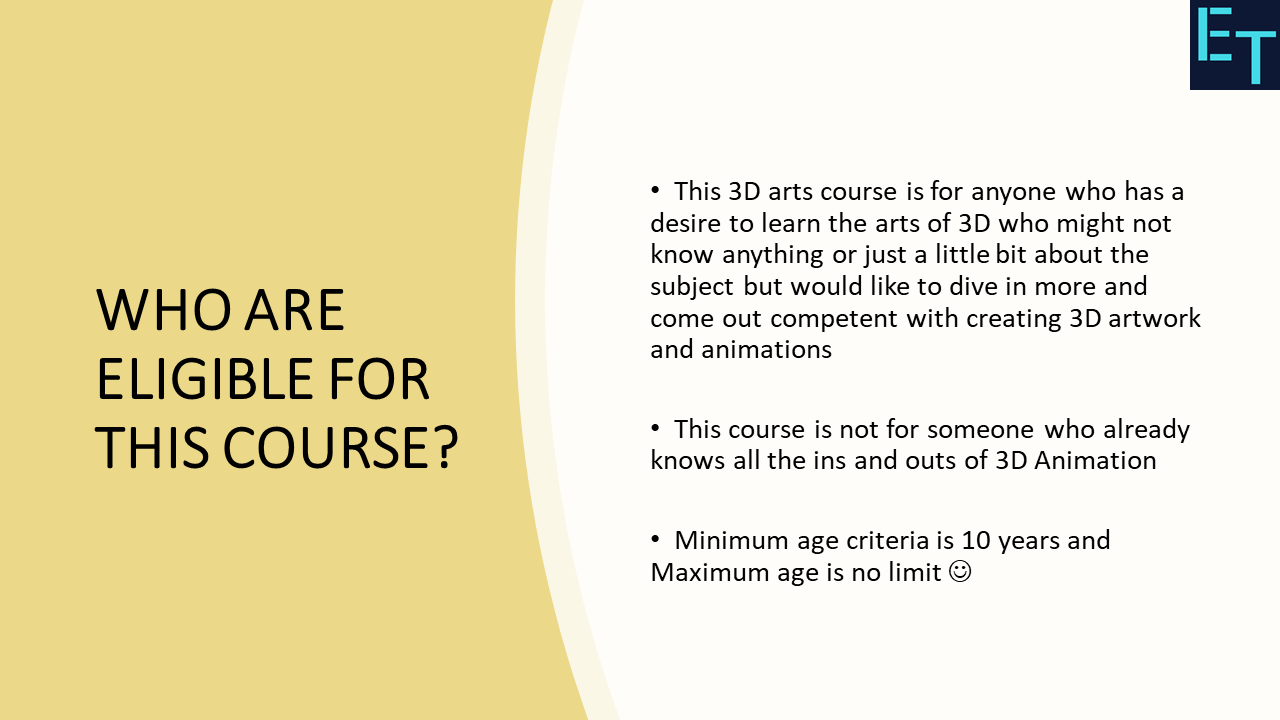 ET
WHO ARE
ELIGIBLE FOR
THIS COURSE?
• This 3D arts course is for anyone who has a
desire to learn the arts of 3D who might not
know anything or just a little bit about the
subject but would like to dive in more and
come out competent with creating 3D artwork
and animations
• This course is not for someone who already
knows all the ins and outs of 3D Animation
• Minimum age criteria is 10 years and
Maximum age is no limit ☺